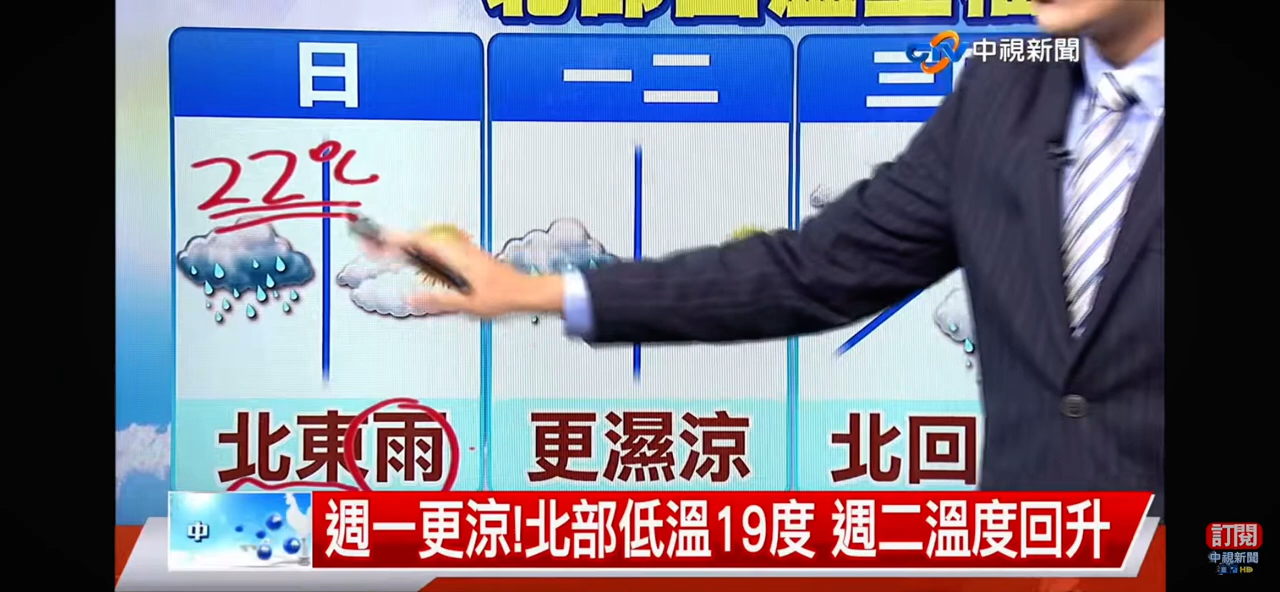 中視新聞
日
一二
三
22℃
北東雨
更濕涼
北回
中
週一更涼!北部低溫19度 週二溫度回升
訂閱
中視新聞
HD